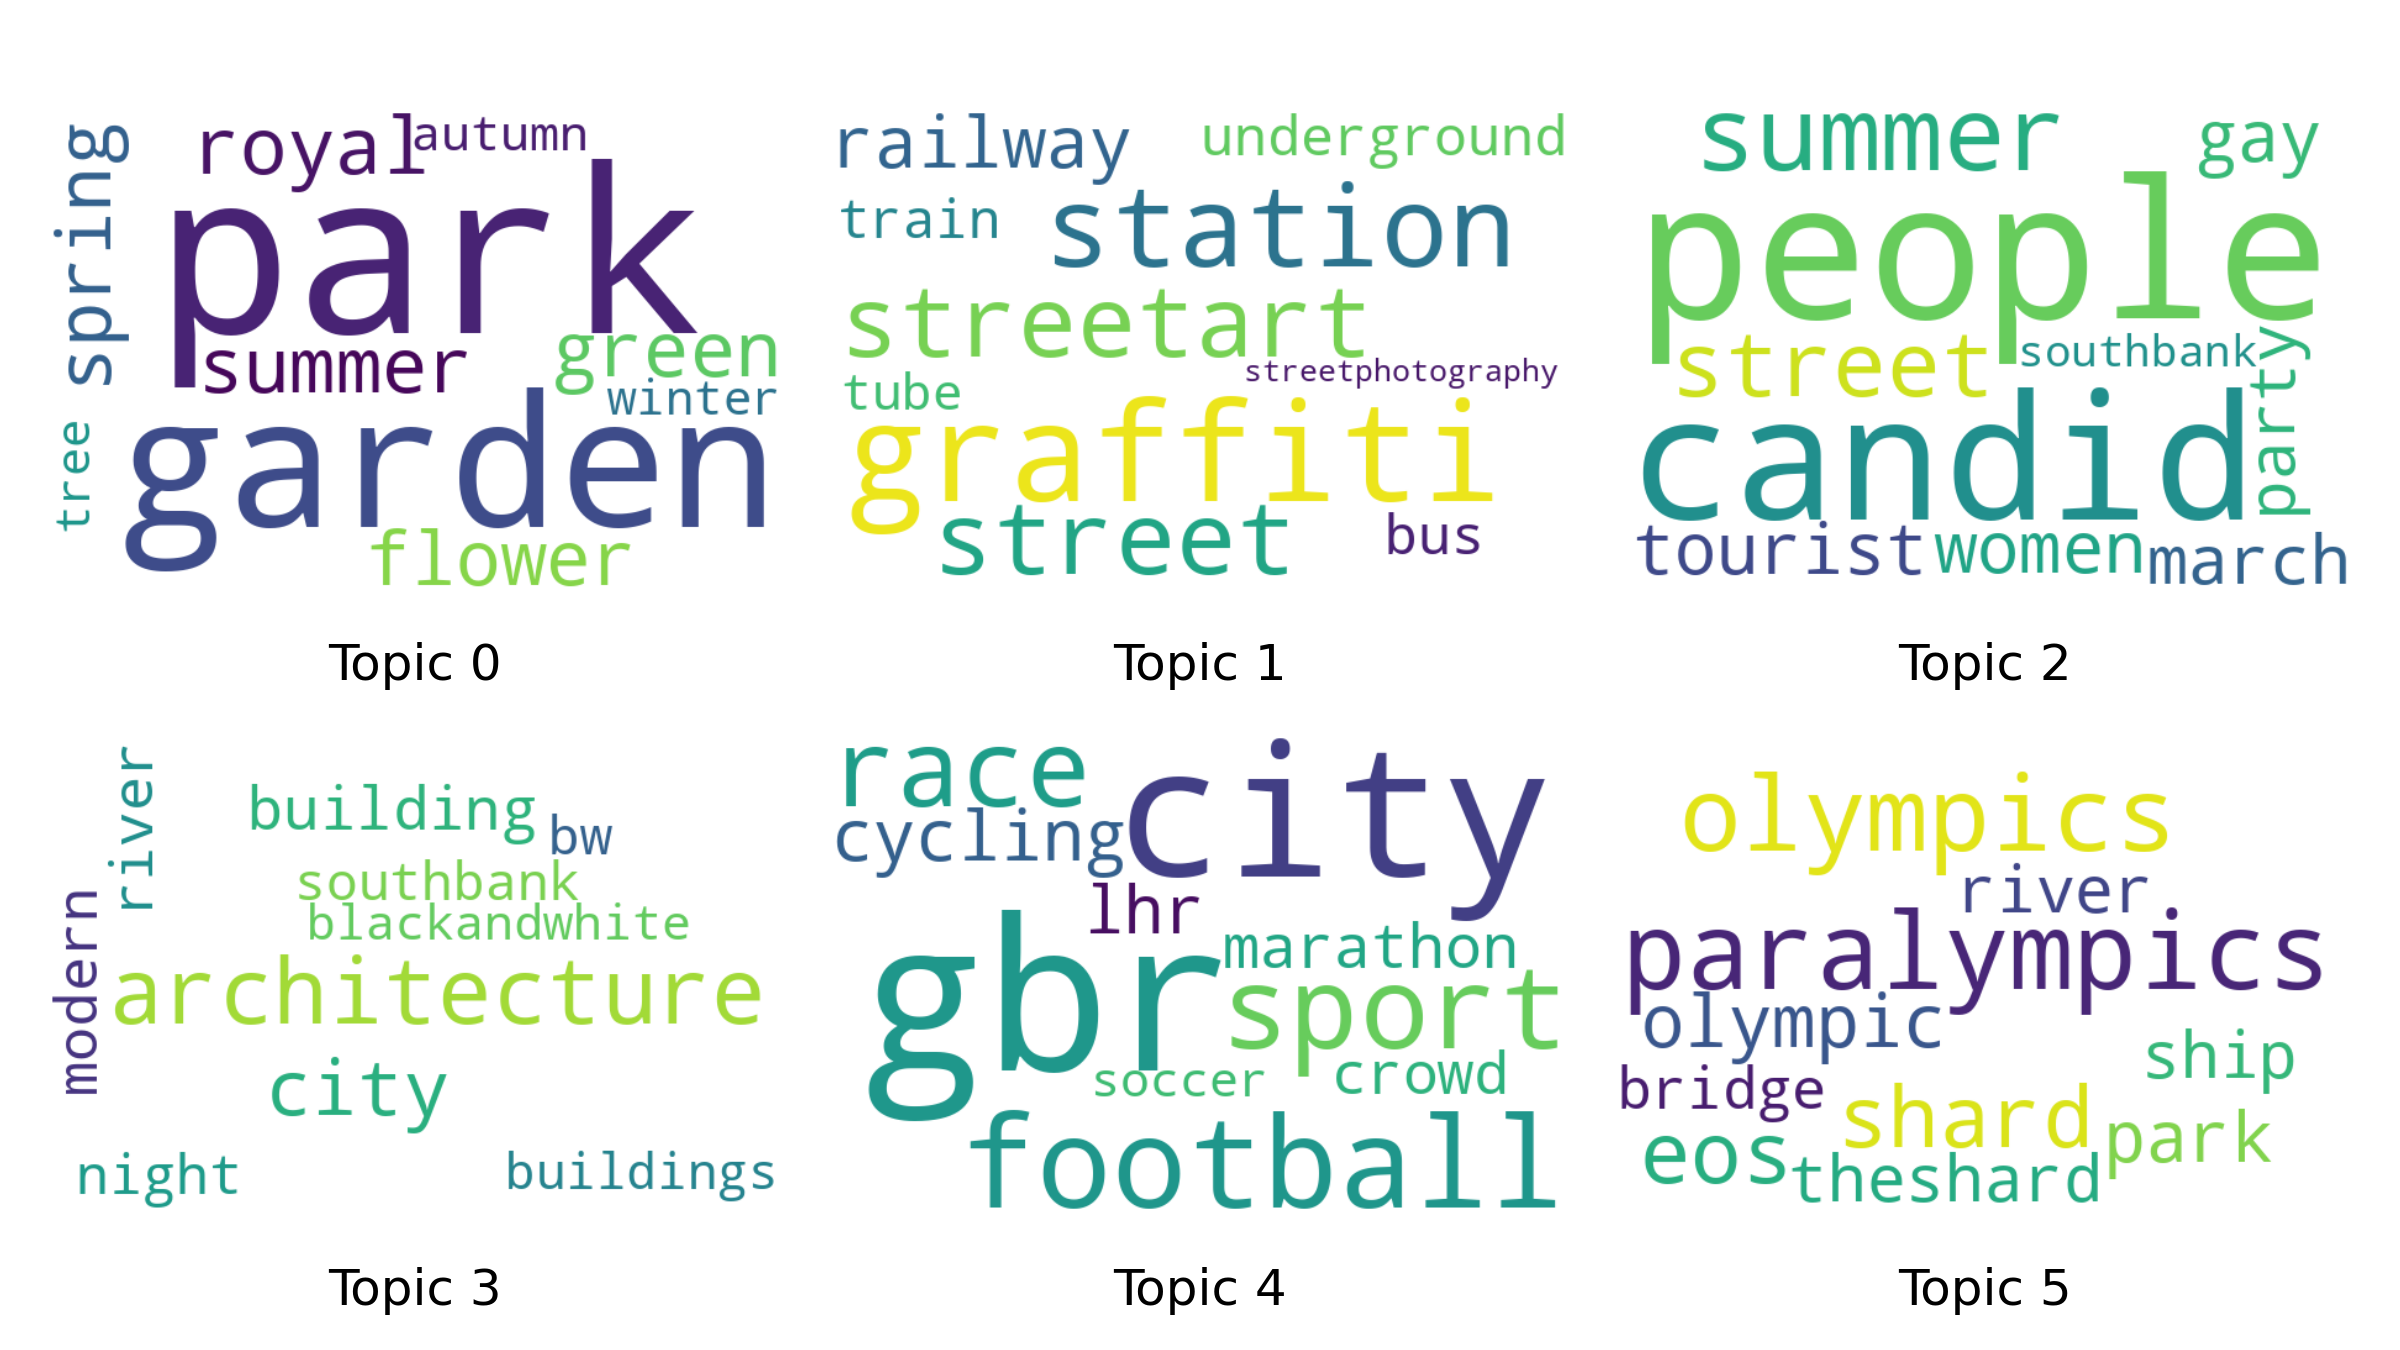 royal
autumn
spring
park
summer
green
winter
tree
garden
flower
Topic 0
railway
underground
train
station
streetart
streetphotography
tube
graffiti
street
bus
Topic 1
summer
gay
people
street
southbank
party
candid
tourist
women
march
Topic 2
river
building
bw
southbank
blackandwhite
modern
architecture
city
night
buildings
Topic 3
race
city
cycling
lhr
gbr
marathon
sport
soccer
crowd
football
Topic 4
olympics
river
paralympics
olympic
ship
bridge
shard
park
eos
theshard
Topic 5